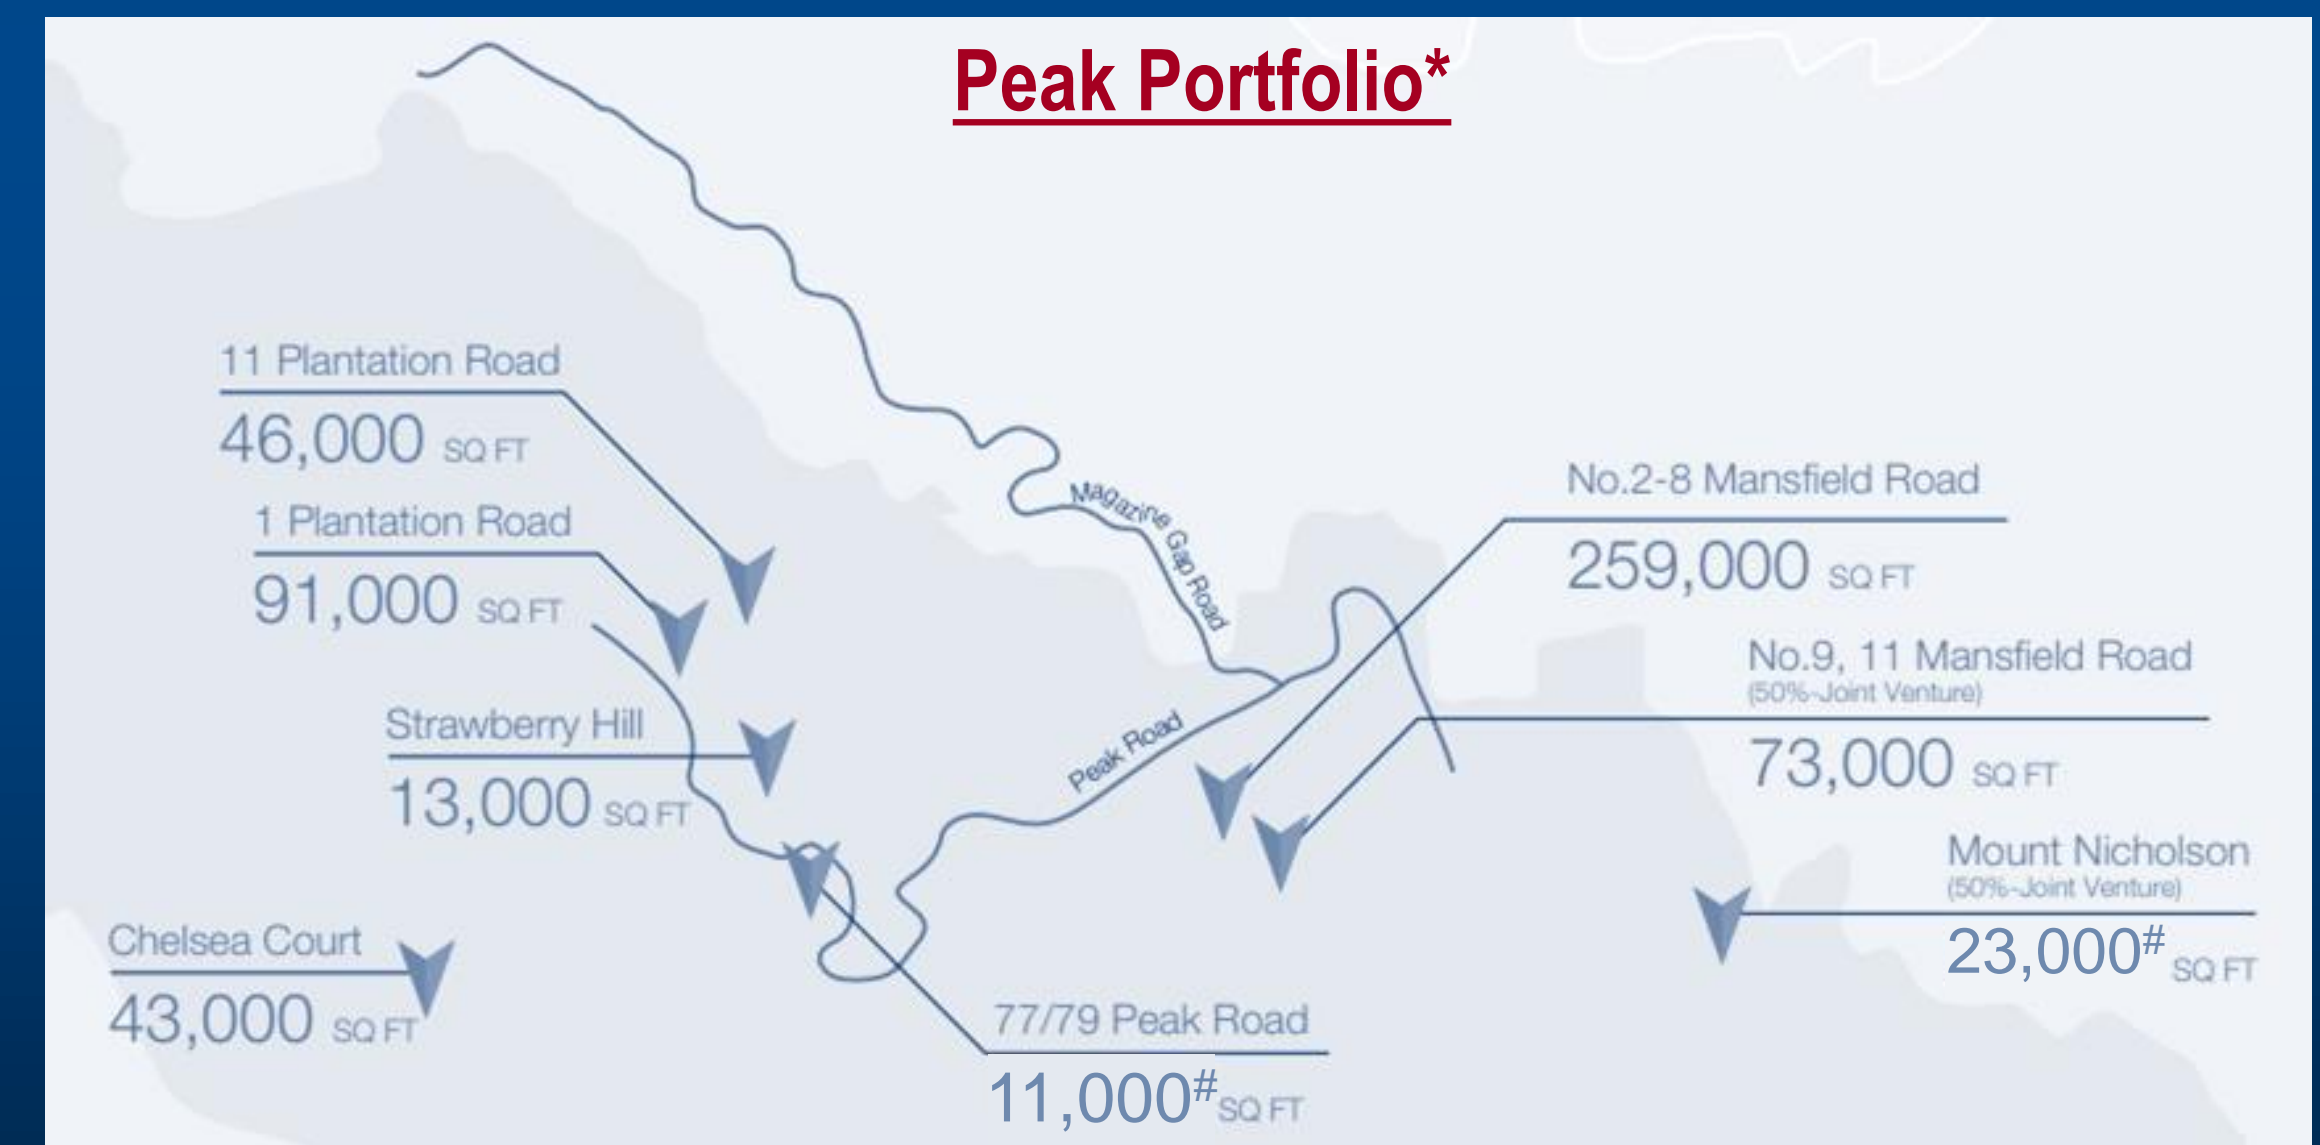 Peak Portfolio*
11 Plantation Road
46,000 SQ FT
1 Plantation Road
91,000 SQ FT
Strawberry Hill
13,000 SQ FT
Chelsea Court
43,000 SQ FT
Magazine Gap Road
Peak Road
77/79 Peak Road
11,000# SQ FT
No.2-8 Mansfield Road
259,000 SQ FT
No.9, 11 Mansfield Road
(50%-Joint Venture)
73,000 SQ FT
Mount Nicholson
(50%-Joint Venture)
23,000# SQ FT